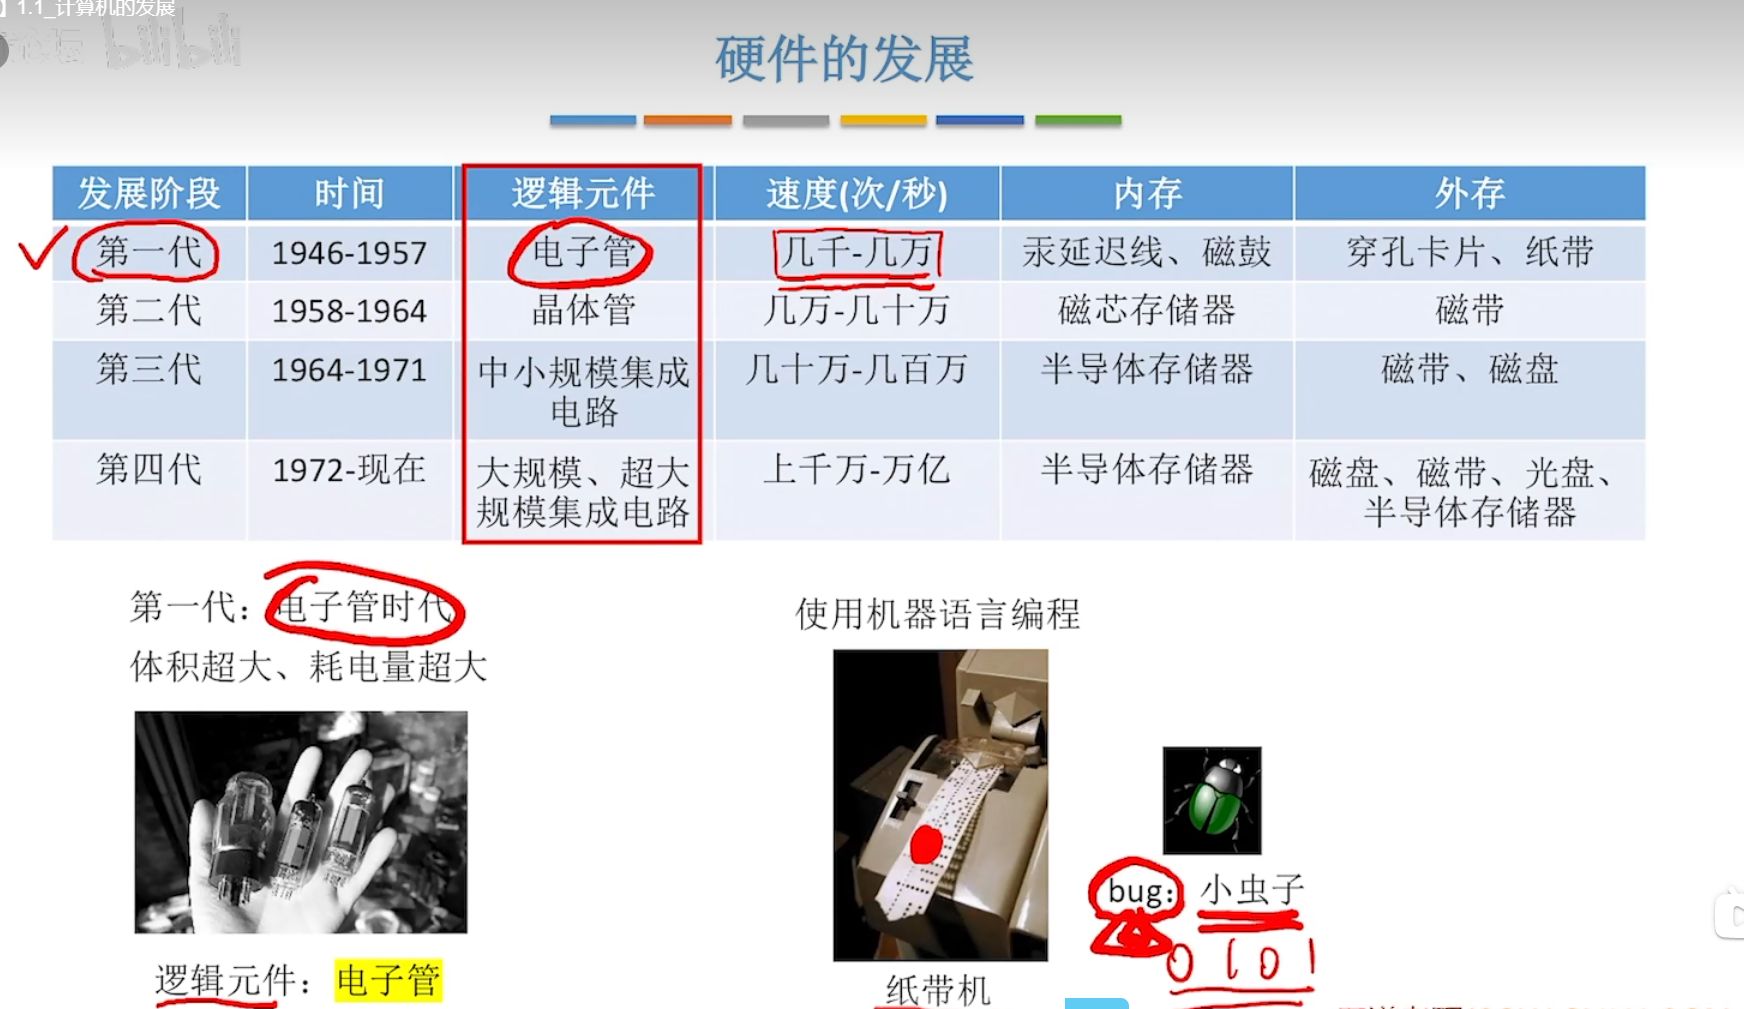 】1.1_计算机的发展
bilibili
硬件的发展
发展阶段 时间 逻辑元件 速度(次/秒) 内存 外存
第一代 1946-1957 电子管 几千-几万 汞延迟线、磁鼓 穿孔卡片、纸带
第二代 1958-1964 晶体管 几万-几十万 磁芯存储器 磁带
第三代 1964-1971 中小规模集成 几十万-几百万 半导体存储器 磁带、磁盘
电路
第四代 1972-现在 大规模、超大 上千万-万亿 半导体存储器 磁盘、磁带、光盘、
规模集成电路 半导体存储器
第一代：电子管时代
体积超大、耗电量超大
逻辑元件：电子管
使用机器语言编程
纸带机
bug：小虫子
0 1 0 1